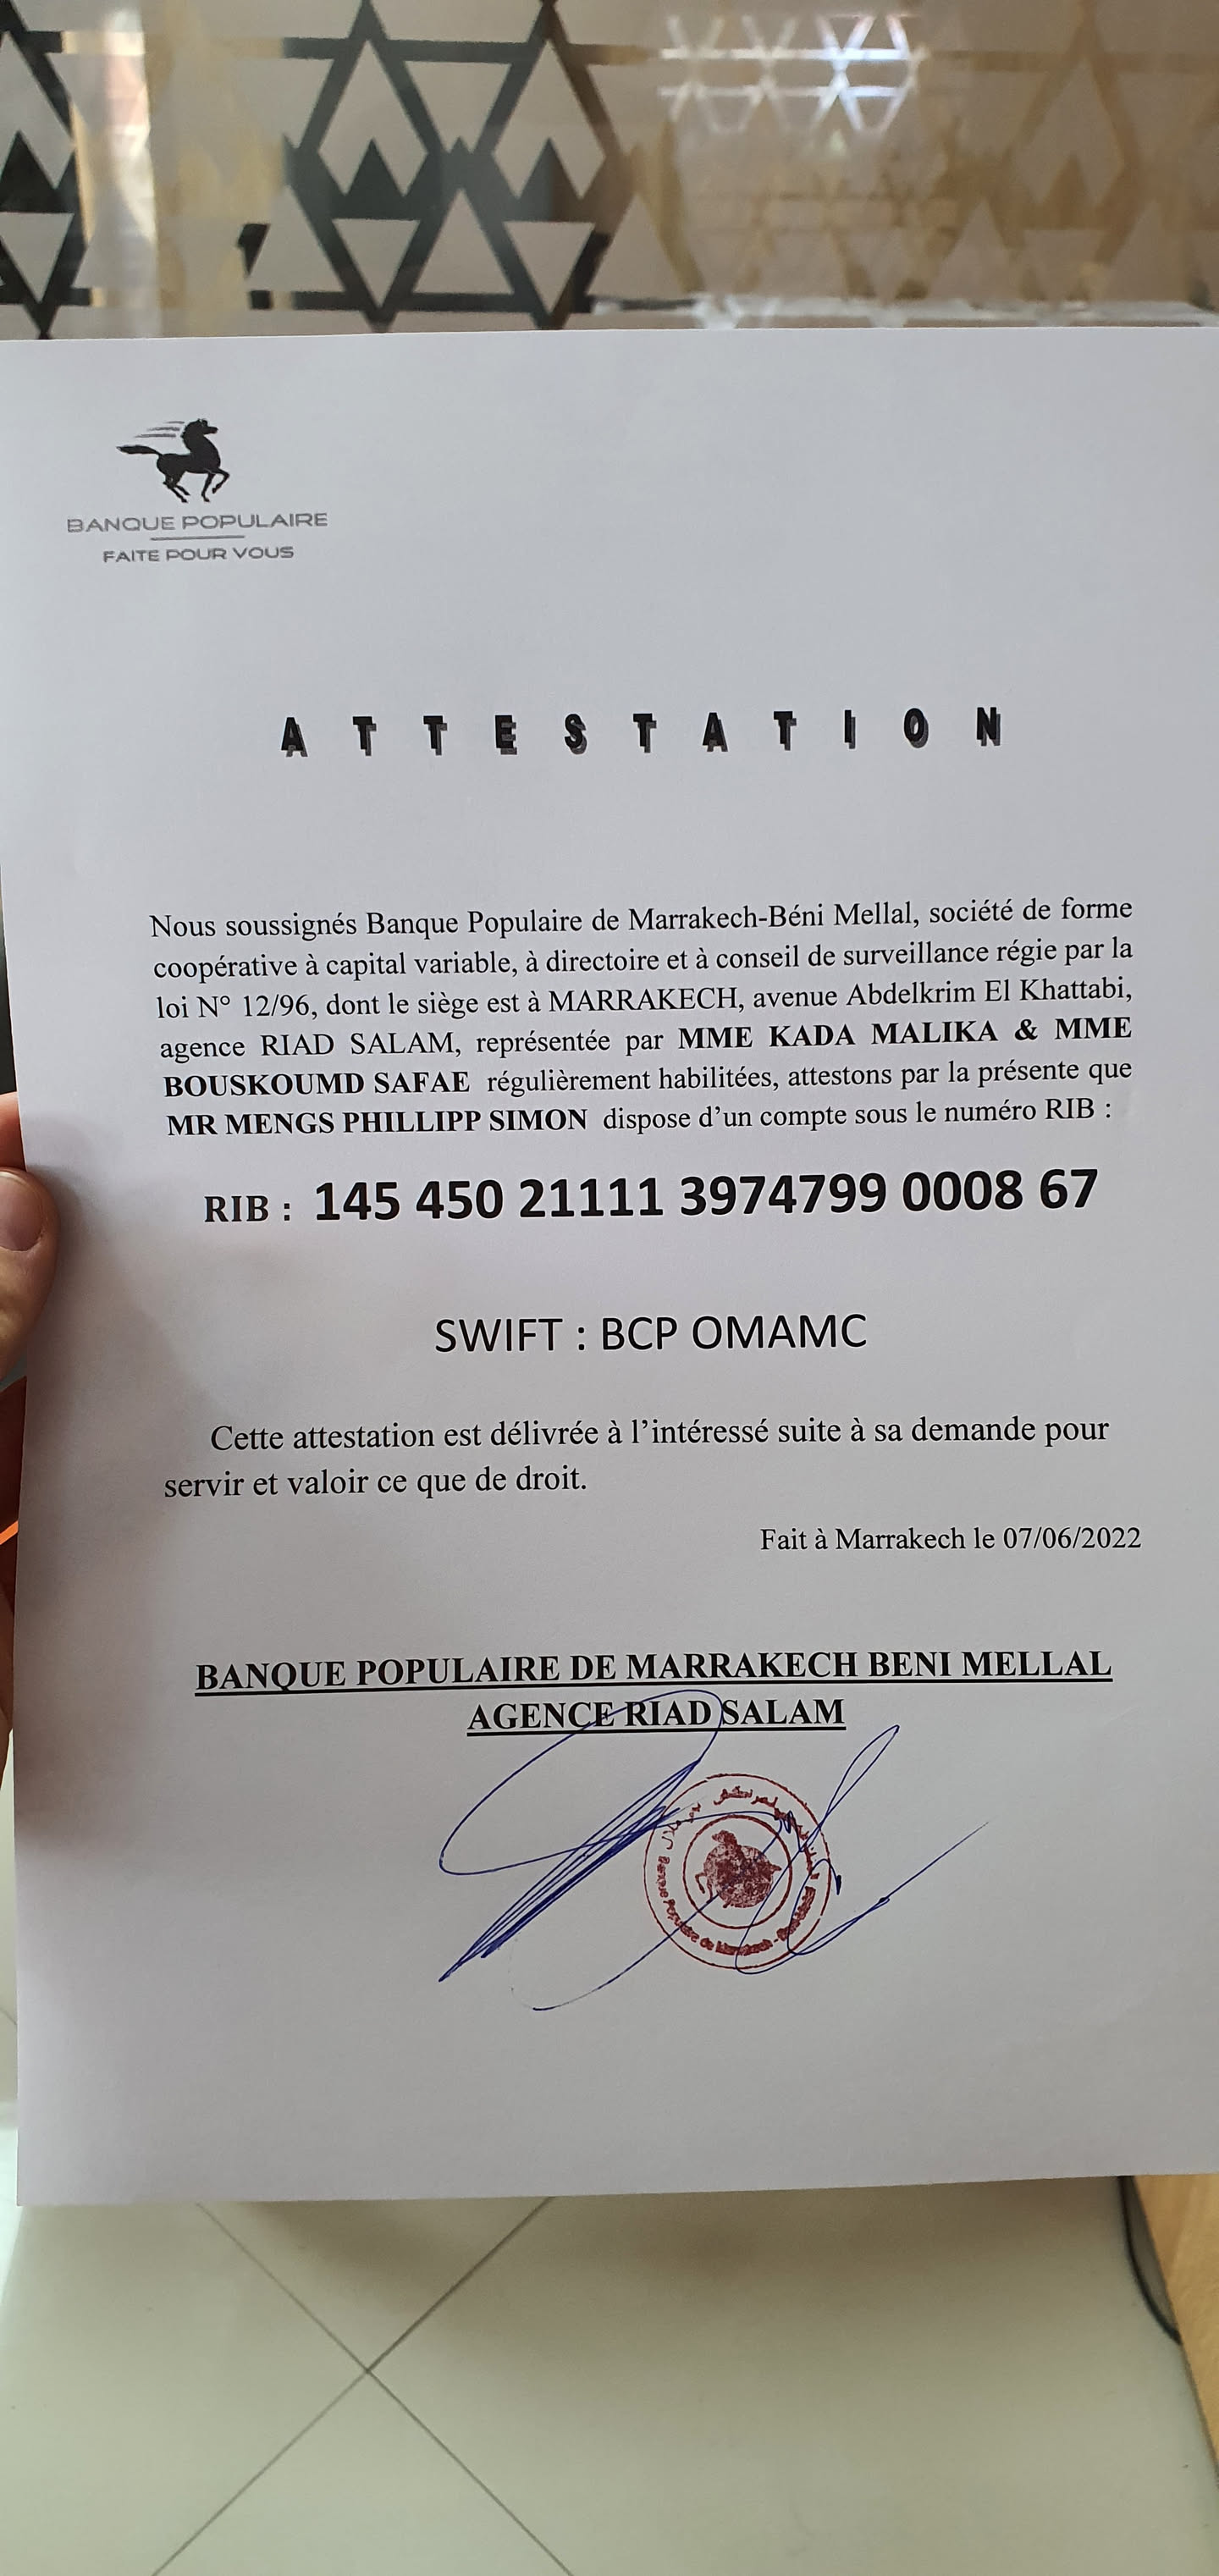 BANQUE POPULAIRE
FAITE POUR VOUS
ATTESTATION
Nous soussignés Banque Populaire de Marrakech-Béni Mellal, société de forme
coopérative à capital variable, à directoire et à conseil de surveillance régie par la
loi N° 12/96, dont le siège est à MARRAKECH, avenue Abdelkrim El Khattabi,
agence RIAD SALAM, représentée par MME KADA MALIKA & MME
BOUSKOUMD SAFAE régulièrement habilitées, attestons par la présente que
MR MENGS PHILLIPP SIMON dispose d'un compte sous le numéro RIB :
RIB : 145 450 21111 3974799 0008 67
SWIFT : BCP OMAMC
Cette attestation est délivrée à l'intéressé suite à sa demande pour
servir et valoir ce que de droit.
Fait à Marrakech le 07/06/2022
BANQUE POPULAIRE DE MARRAKECH BENI MELLAL
AGENCE RIAD SALAM